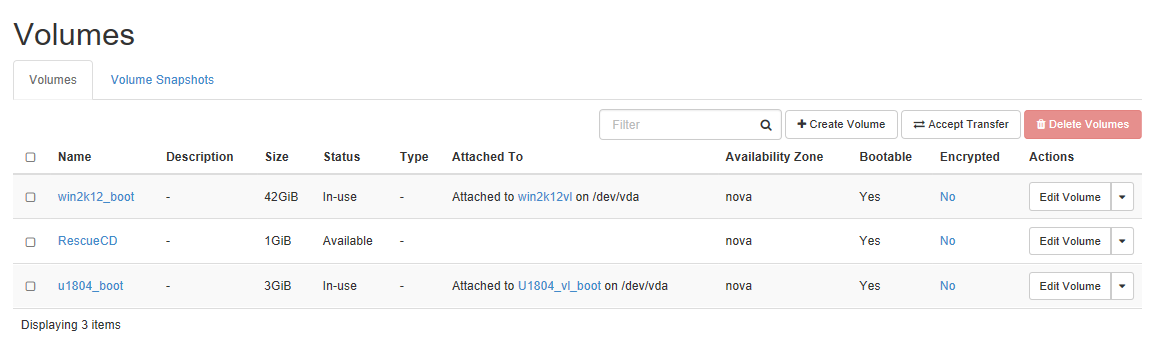 Volumes
Volumes Volume Snapshots
Filter Create Volume Accept Transfer Delete Volumes
Name Description Size Status Type Attached To Availability Zone Bootable Encrypted Actions
win2k12_boot - 42GiB In-use - Attached to win2k12vl on /dev/vda nova Yes No Edit Volume
RescueCD - 1GiB Available - nova Yes No Edit Volume
u1804_boot - 3GiB In-use - Attached to U1804_vl_boot on /dev/vda nova Yes No Edit Volume
Displaying 3 items